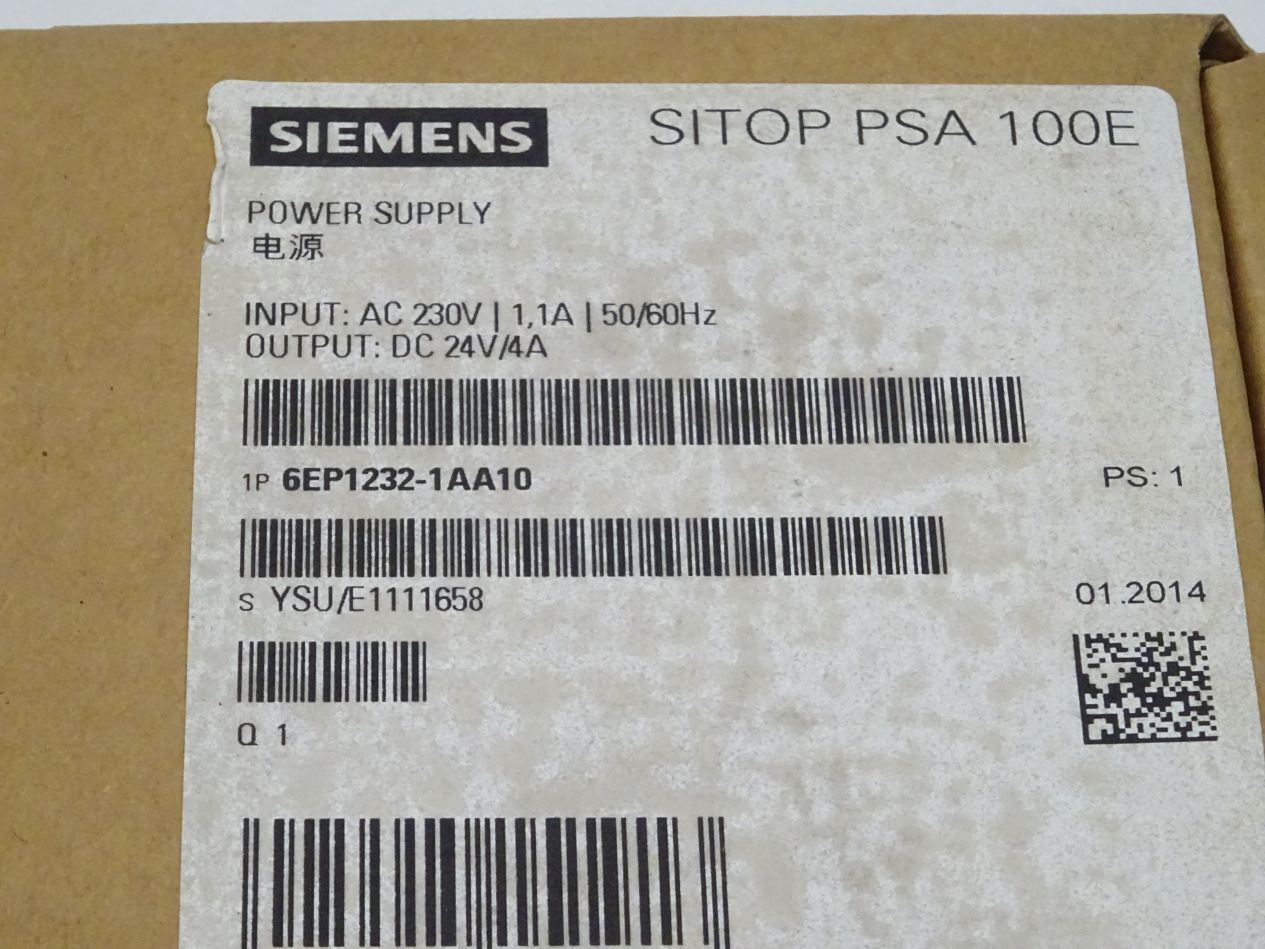 SIEMENS SITOP PSA 100E
POWER SUPPLY
电源
INPUT: AC 230V | 1,1A | 50/60Hz
OUTPUT: DC 24V/4A
1P 6EP1232-1AA10 PS: 1
S YSU/E1111658 01.2014
Q 1